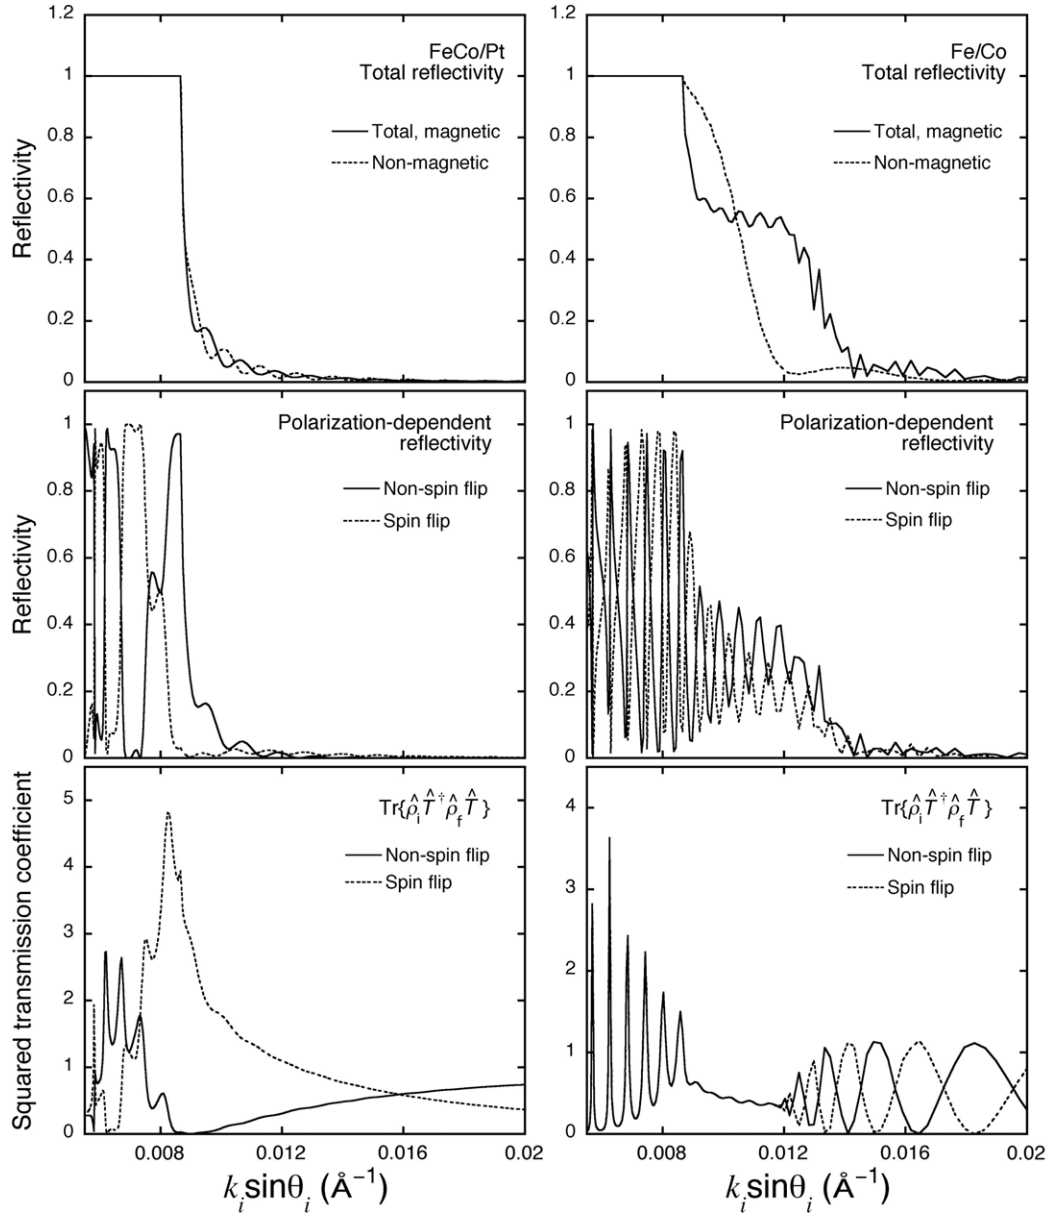 1.2
1
0.8
0.6
0.4
0.2
0
Reflectivity
FeCo/Pt
Total reflectivity
Total, magnetic
Non-magnetic
1.2
1
0.8
0.6
0.4
0.2
0
Fe/Co
Total reflectivity
Total, magnetic
Non-magnetic
1
0.8
0.6
0.4
0.2
0
Reflectivity
Polarization-dependent
reflectivity
Non-spin flip
Spin flip
1
0.8
0.6
0.4
0.2
0
Polarization-dependent
reflectivity
Non-spin flip
Spin flip
5
4
3
2
1
0
Squared transmission coefficient
Tr{ρ̂ᵢT̂†ρ̂_fT̂}
Non-spin flip
Spin flip
0.008
0.012
0.016
0.02
kᵢsinθᵢ (Å⁻¹)
4
3
2
1
0
Tr{ρ̂ᵢT̂†ρ̂_fT̂}
Non-spin flip
Spin flip
0.008
0.012
0.016
0.02
kᵢsinθᵢ (Å⁻¹)